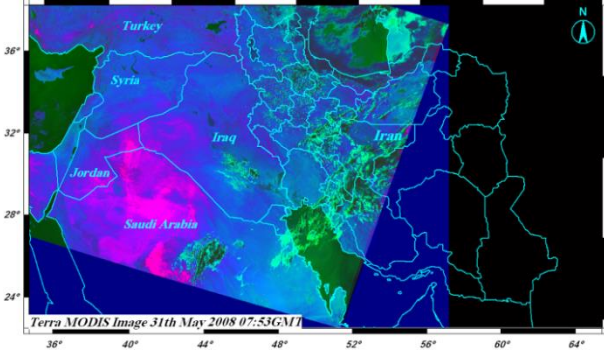 N
Turkey
36°
Syria
32°
Iraq
Iran
Jordan
28°
Saudi Arabia
24°
Terra MODIS Image 31th May 2008 07:53GMT
36° 40° 44° 48° 52° 56° 60° 64°